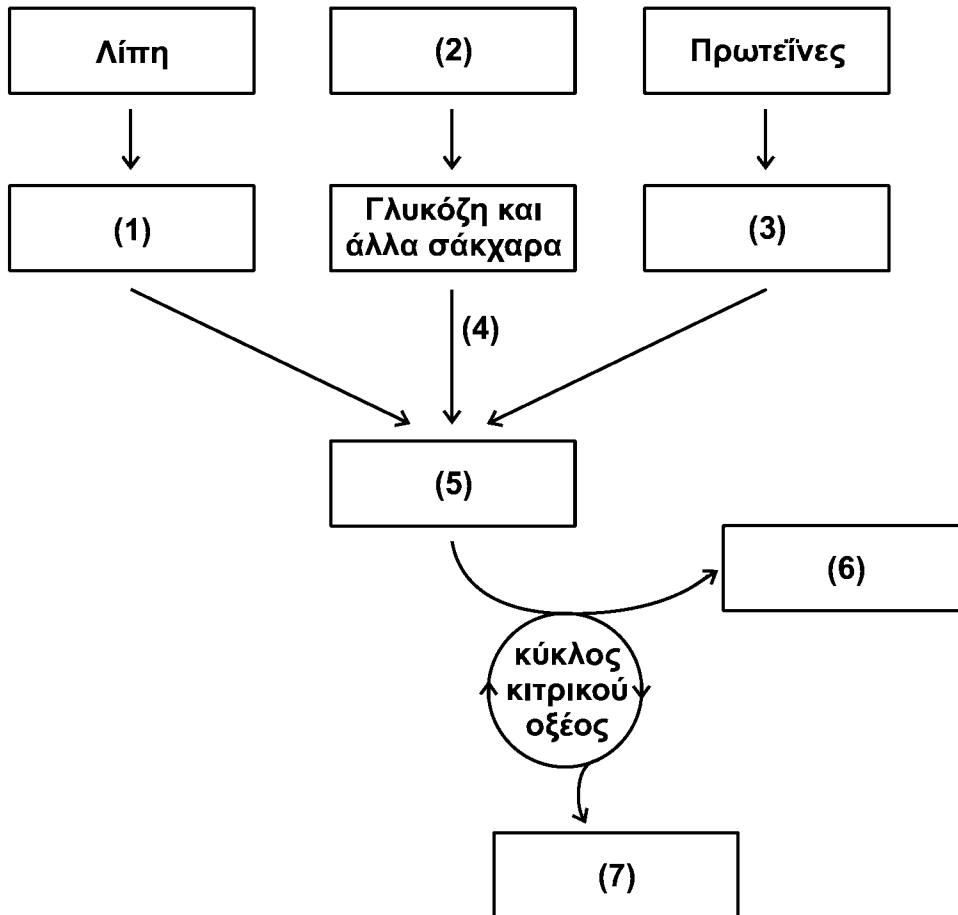 Λίπη
(2)
Πρωτεΐνες
(1)
Γλυκόζη και
άλλα σάκχαρα
(3)
(4)
(5)
(6)
κύκλος
κιτρικού
οξέος
(7)